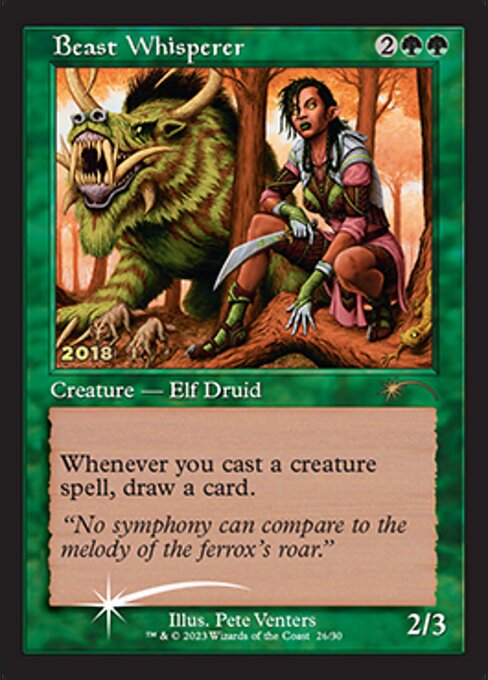 Beast Whisperer 2
2018
Creature — Elf Druid
Whenever you cast a creature
spell, draw a card.
“No symphony can compare to the
melody of the ferrox’s roar.”
Illus. Pete Venters
™ & © 2023 Wizards of the Coast 26/30
2/3